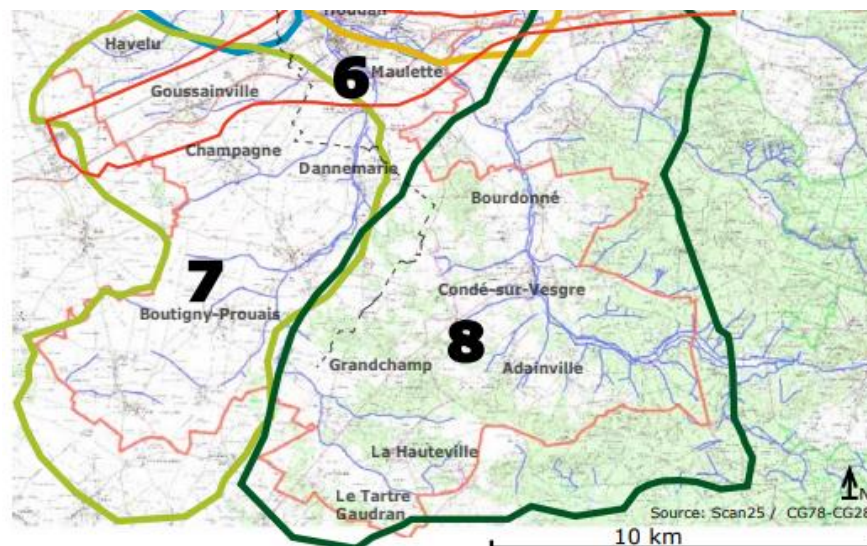 Houdan
Havelu
6
Maulette
Goussainville
Champagne
Dannemarie
Bourdonné
7
Condé-sur-Vesgre
Boutigny-Prouais
8
Grandchamp
Adainville
La Hauteville
Le Tartre
Gaudran
N
Source: Scan25 / CG78-CG28
10 km